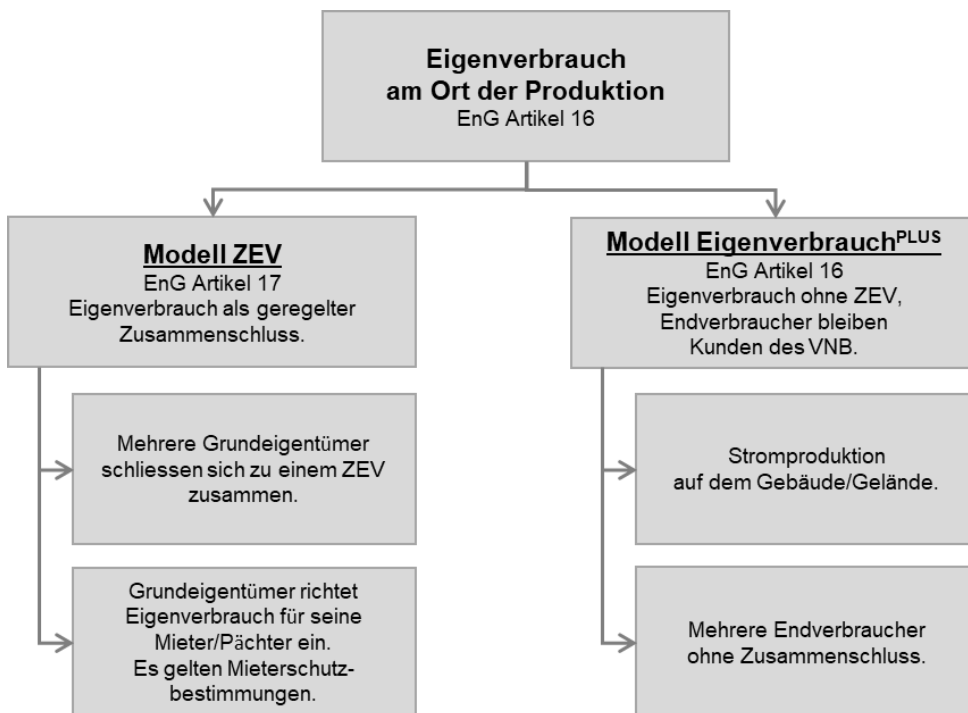 Eigenverbrauch
am Ort der Produktion
EnG Artikel 16
Modell ZEV
EnG Artikel 17
Eigenverbrauch als geregelter
Zusammenschluss.
Mehrere Grundeigentümer
schliessen sich zu einem ZEV
zusammen.
Grundeigentümer richtet
Eigenverbrauch für seine
Mieter/Pächter ein.
Es gelten Mieterschutz-
bestimmungen.
Modell Eigenverbrauchᴾᴸᵁˢ
EnG Artikel 16
Eigenverbrauch ohne ZEV,
Endverbraucher bleiben
Kunden des VNB.
Stromproduktion
auf dem Gebäude/Gelände.
Mehrere Endverbraucher
ohne Zusammenschluss.